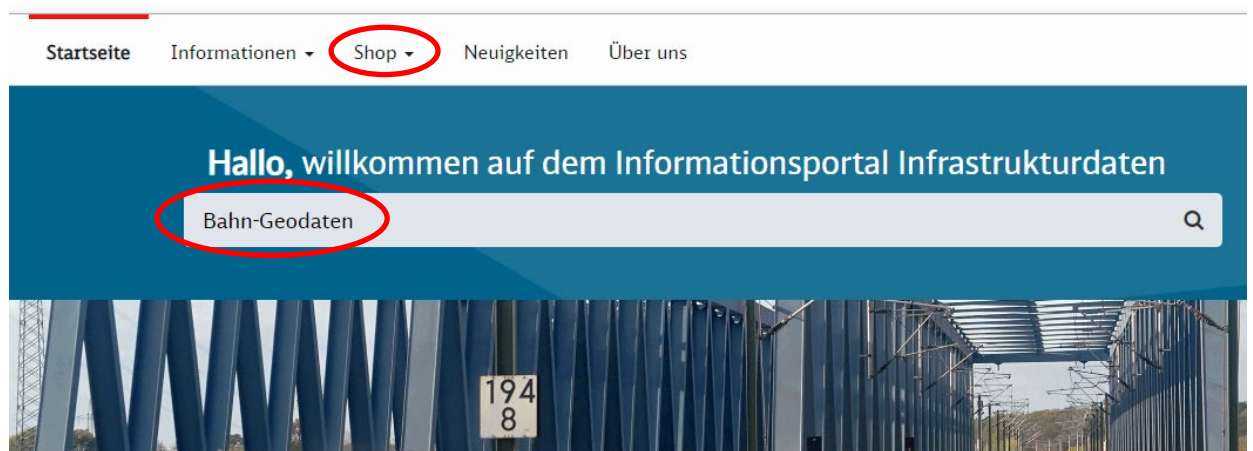 Startseite Informationen Shop Neuigkeiten Über uns
Hallo, willkommen auf dem Informationsportal Infrastrukturdaten
Bahn-Geodaten
194
8